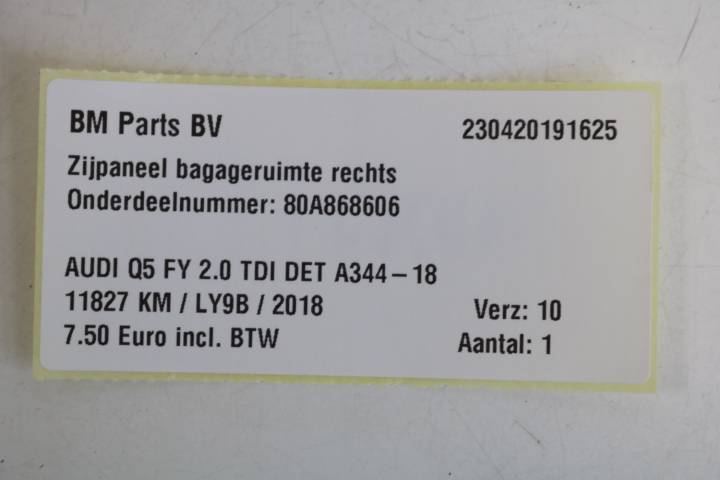 BM Parts BV 230420191625
Zijpaneel bagageruimte rechts
Onderdeelnummer: 80A868606
AUDI Q5 FY 2.0 TDI DET A344-18
11827 KM / LY9B / 2018 Verz: 10
7.50 Euro incl. BTW Aantal: 1